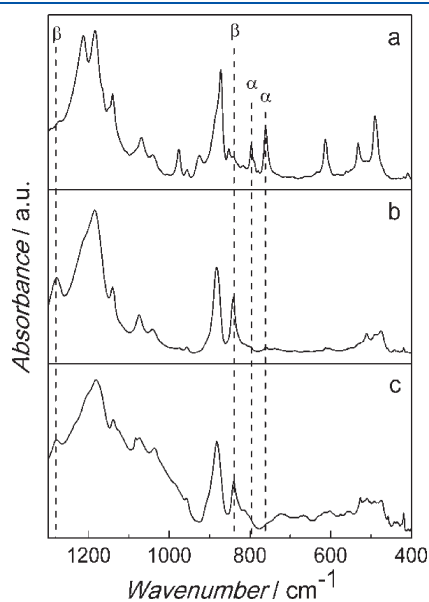 β β
α α
a
b
c
Absorbance / a.u.
1200 1000 800 600 400
Wavenumber / cm⁻¹